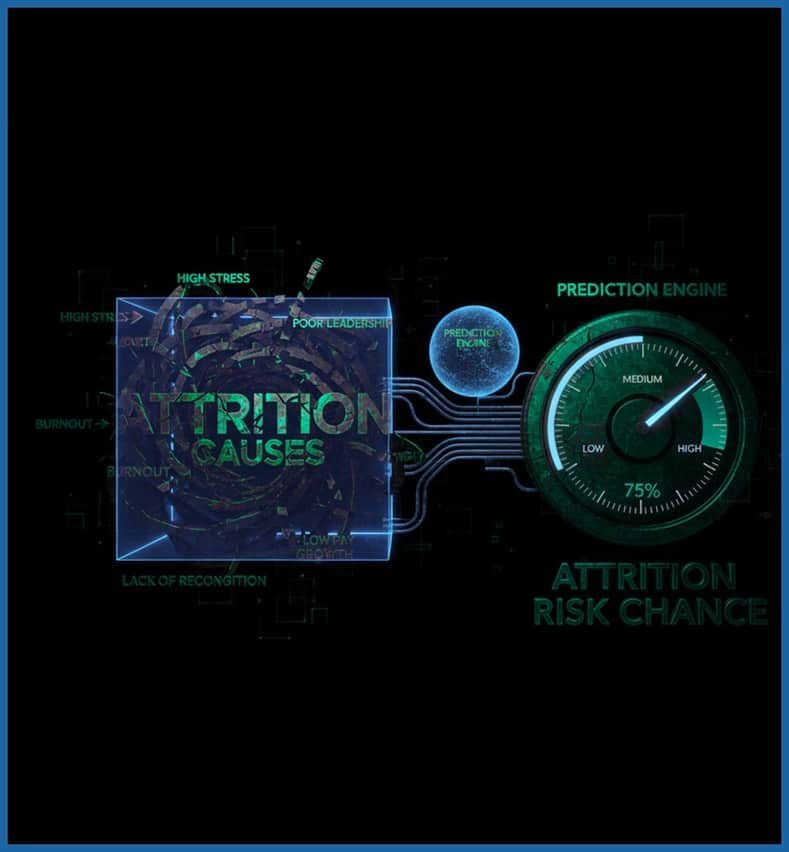 HIGH STRESS
PREDICTION ENGINE
HIGH STRES
POOR LEADERSHIP
PREDICTION
ENGINE
MEDIUM
ATTRITION
CAUSES
BURNOUT
LOW
HIGH
BURNOUT
75%
LOW PAY
GROWTH
LACK OF RECONGITION
ATTRITION
RISK CHANCE